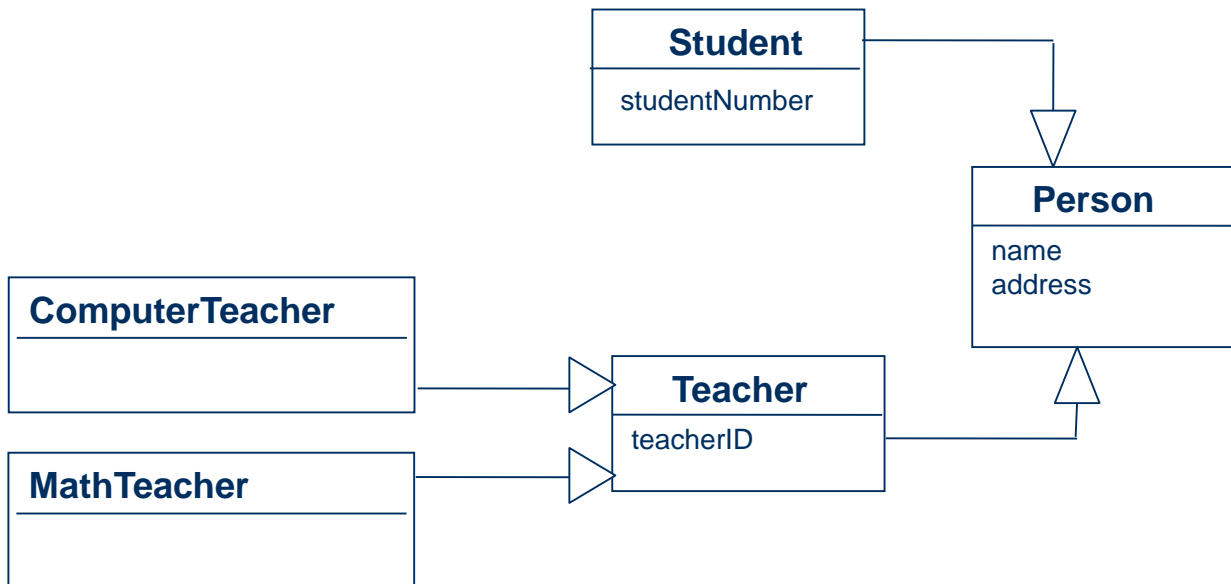 Student
studentNumber
Person
name
address
ComputerTeacher
Teacher
teacherID
MathTeacher